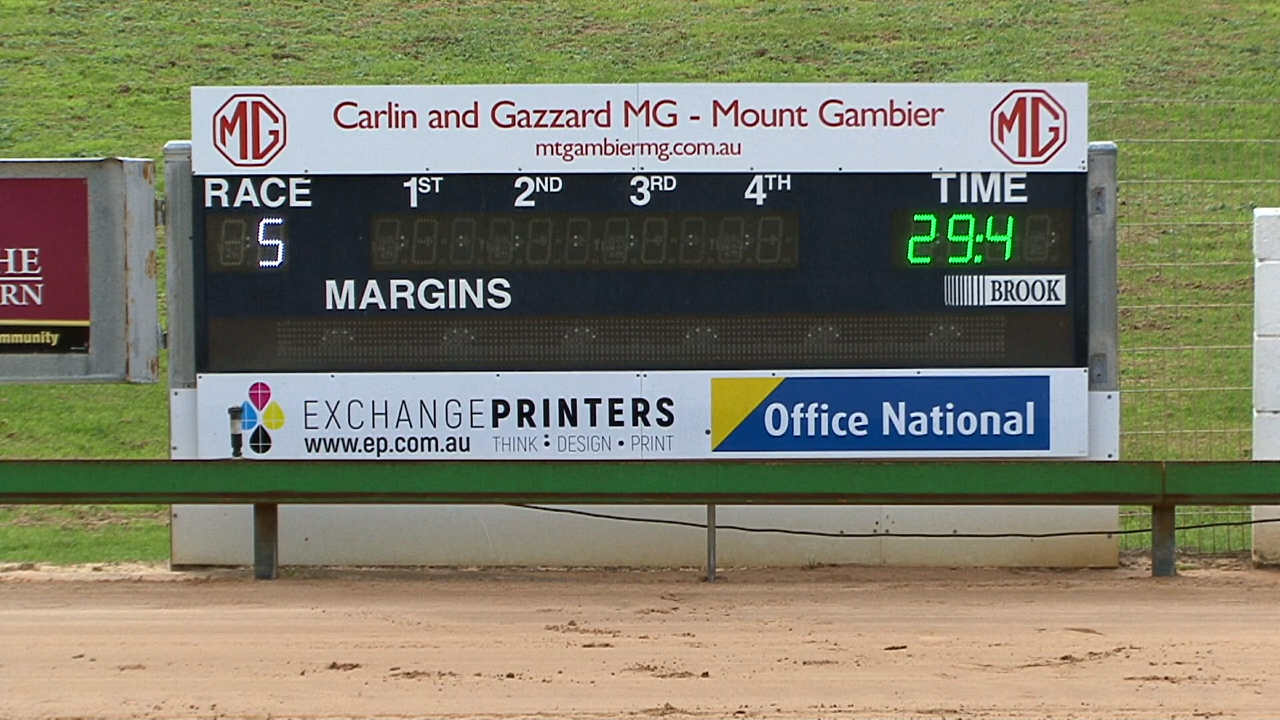 MG Carlin and Gazzard MG - Mount Gambier MG
mtgambiermg.com.au
RACE 1ST 2ND 3RD 4TH TIME
5 29:4
MARGINS BROOK
HE
RN
mmunity
EXCHANGEPRINTERS
www.ep.com.au THINK : DESIGN • PRINT
Office National